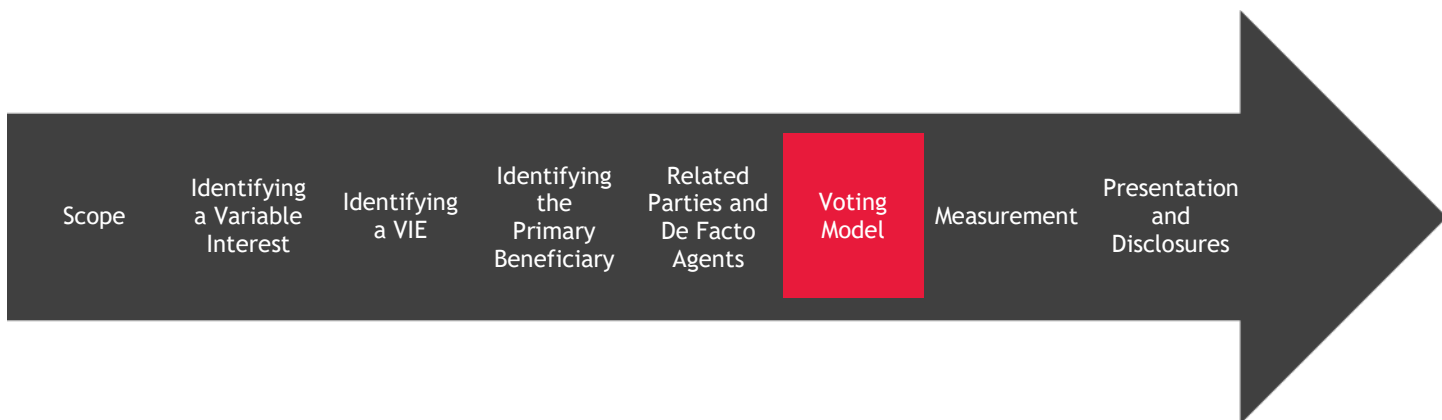 Scope
Identifying
a Variable
Interest
Identifying
a VIE
Identifying
the
Primary
Beneficiary
Related
Parties and
De Facto
Agents
Voting
Model
Measurement
Presentation
and
Disclosures